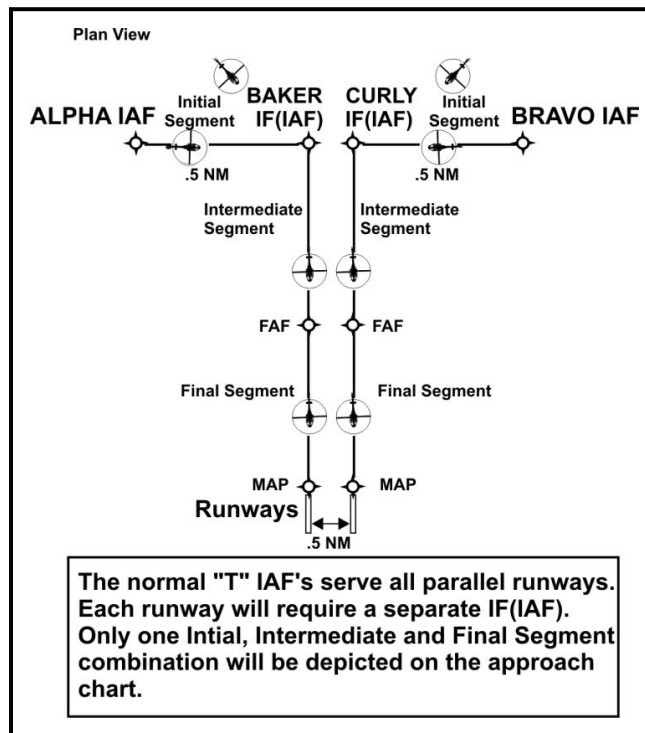 Plan View
BAKER
IF(IAF)
CURLY
IF(IAF)
Initial
Segment
Initial
Segment
ALPHA IAF
BRAVO IAF
.5 NM
.5 NM
Intermediate
Segment
Intermediate
Segment
FAF
FAF
Final Segment
Final Segment
MAP
MAP
Runways
.5 NM
The normal "T" IAF's serve all parallel runways.
Each runway will require a separate IF(IAF).
Only one Intial, Intermediate and Final Segment
combination will be depicted on the approach
chart.